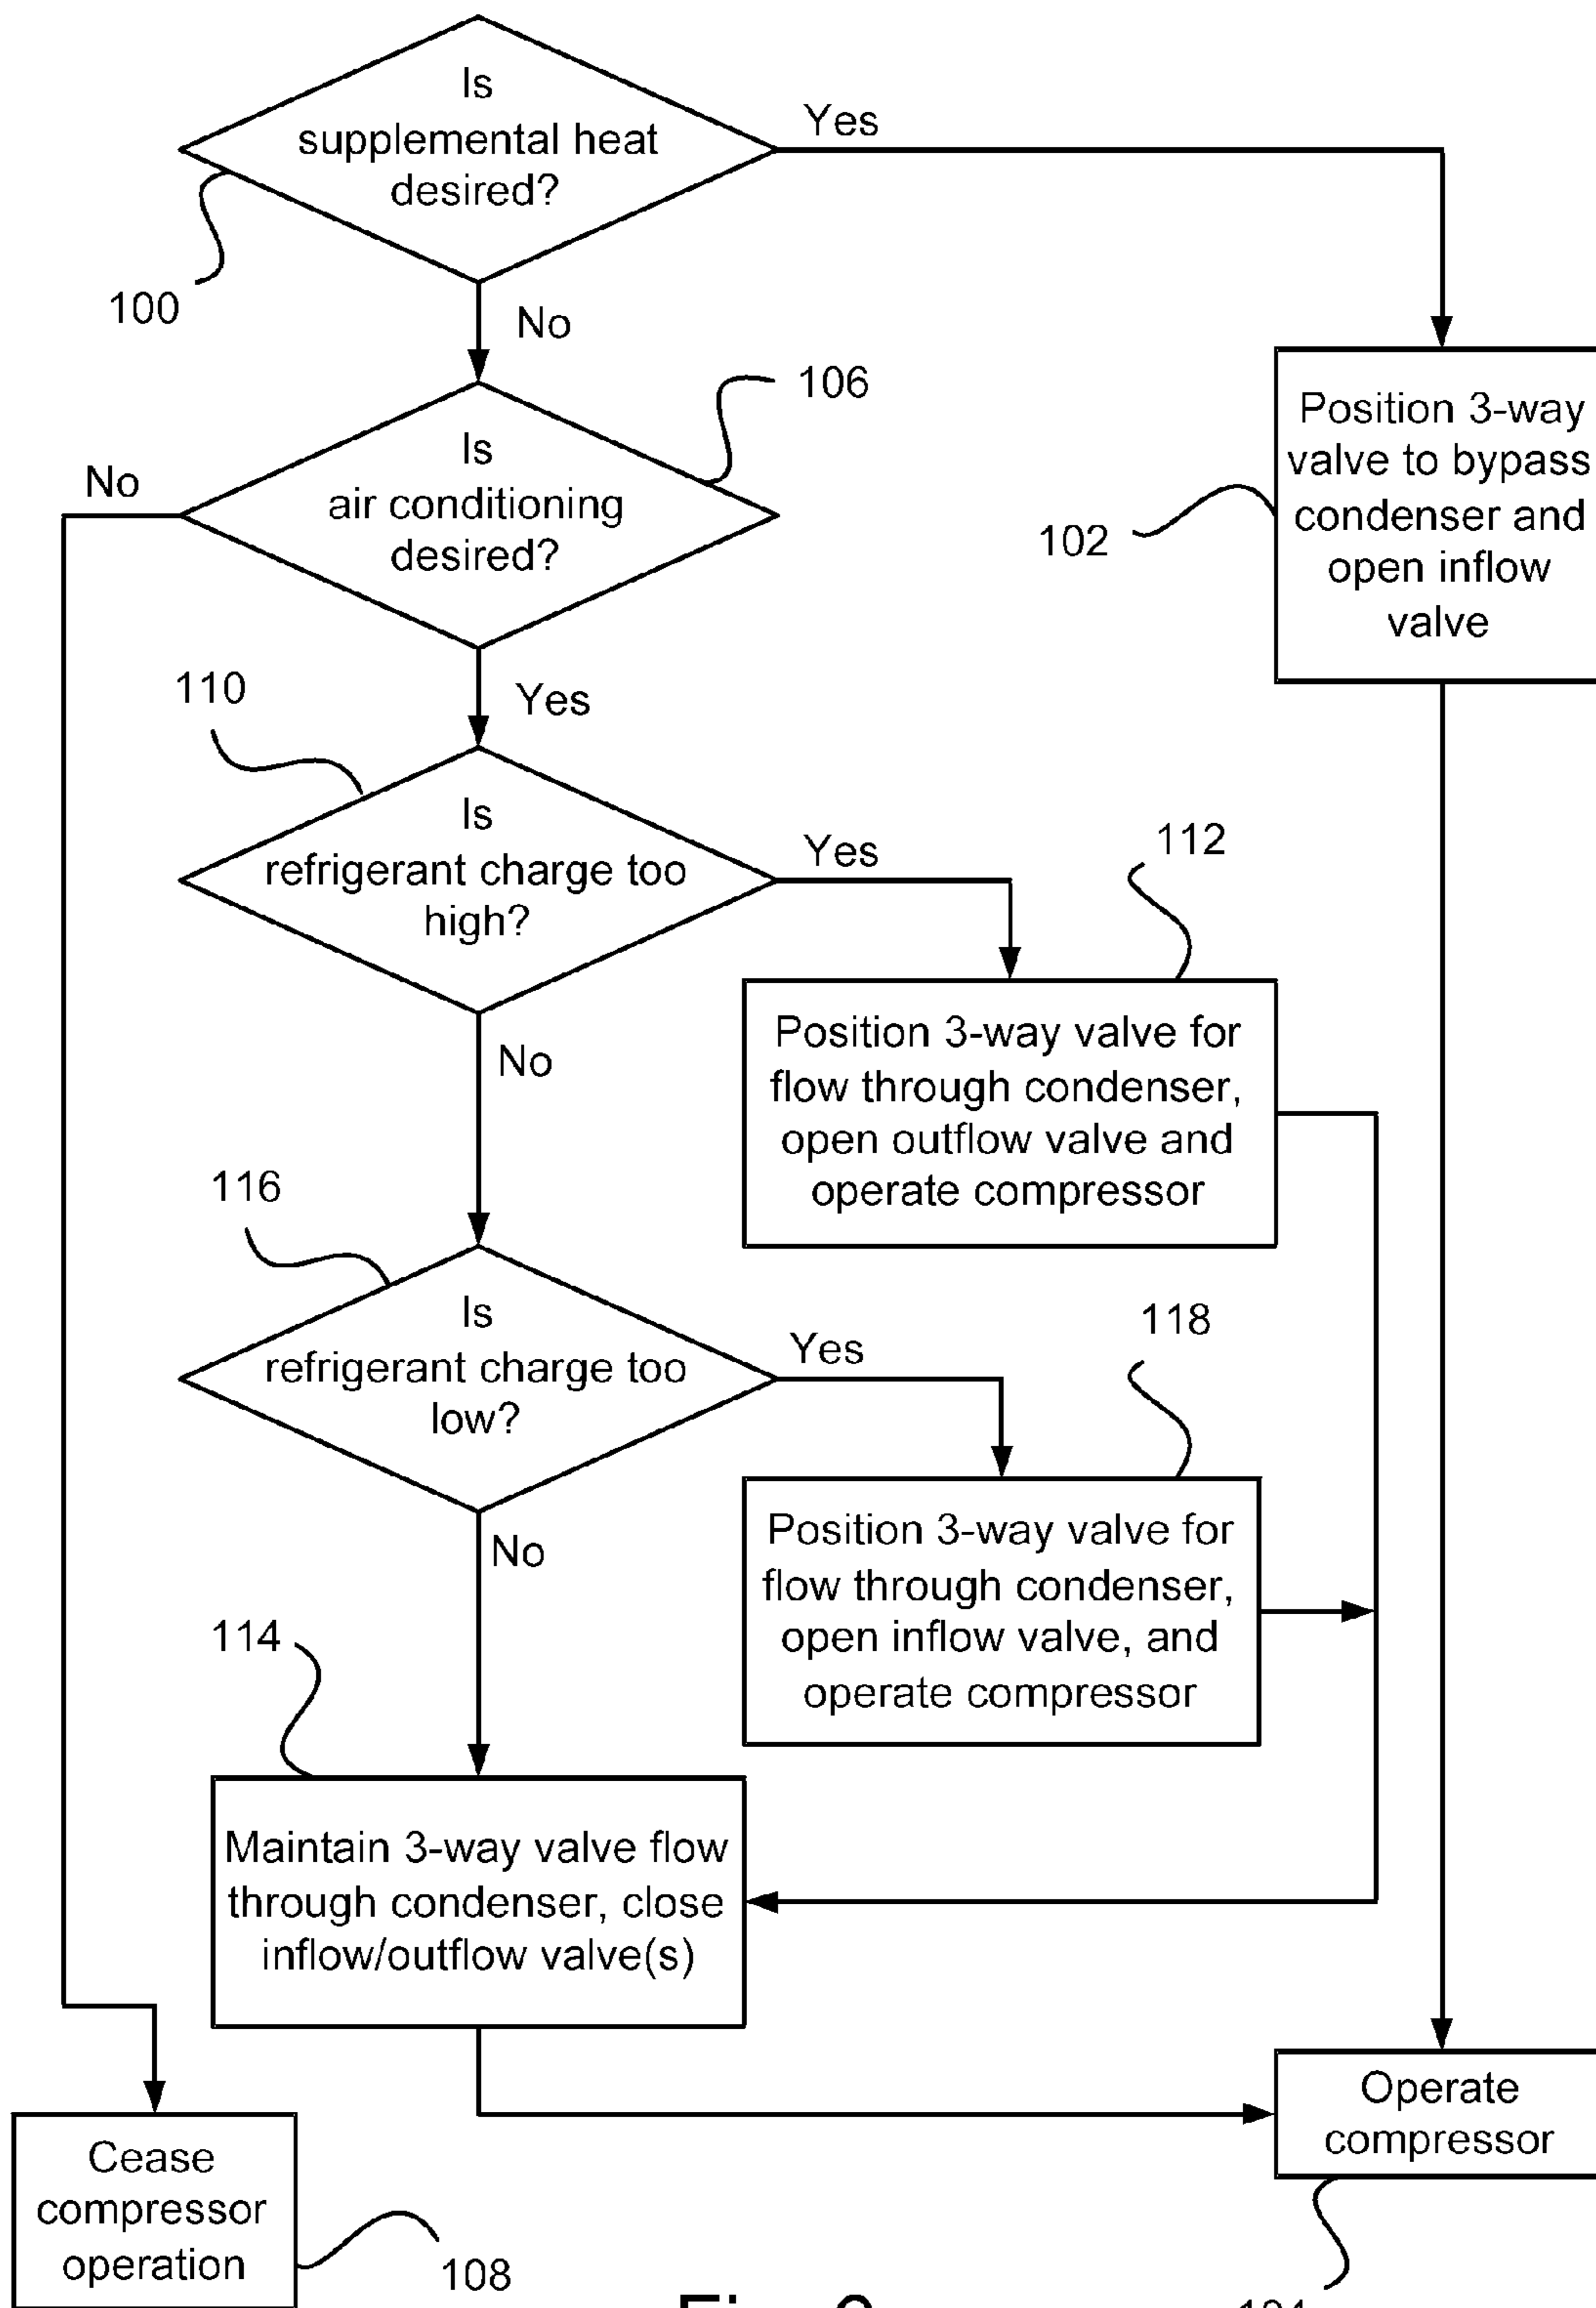 Is
supplemental heat
desired?
Yes
100
No
106
Is
air conditioning
desired?
No
Position 3-way
valve to bypass
condenser and
open inflow
valve
102
110
Yes
Is
refrigerant charge too
high?
Yes
112
No
Position 3-way valve for
flow through condenser,
open outflow valve and
operate compressor
116
Is
refrigerant charge too
low?
Yes
118
No
Position 3-way valve for
flow through condenser,
open inflow valve, and
operate compressor
114
Maintain 3-way valve flow
through condenser, close
inflow/outflow valve(s)
Operate
compressor
Cease
compressor
operation
108